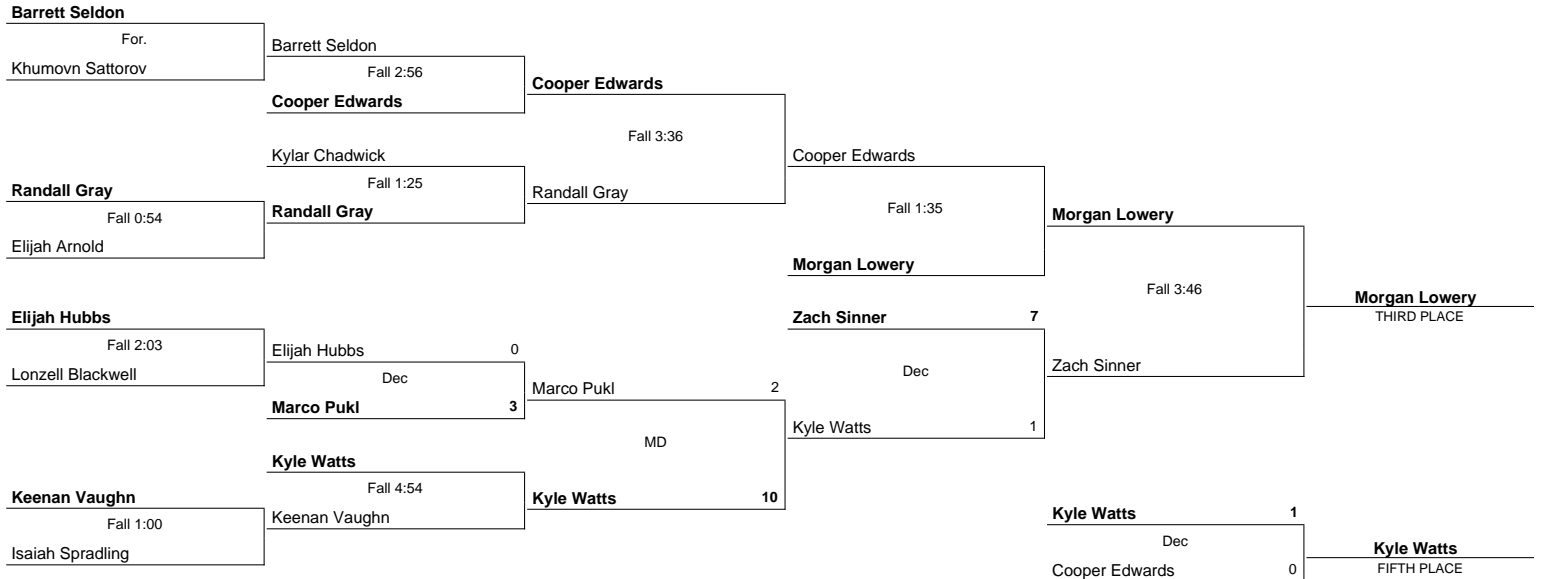 Barrett Seldon
For.
Khumovn Sattorov
Randall Gray
Fall 0:54
Elijah Arnold
Elijah Hubbs
Fall 2:03
Lonzell Blackwell
Keenan Vaughn
Fall 1:00
Isaiah Spradling
Barrett Seldon
Fall 2:56
Cooper Edwards
Kylar Chadwick
Fall 1:25
Randall Gray
Elijah Hubbs 0
Dec
Marco Pukl 3
Kyle Watts
Fall 4:54
Keenan Vaughn
Cooper Edwards
Fall 3:36
Randall Gray
Marco Pukl 2
MD
Kyle Watts 10
Cooper Edwards
Fall 1:35
Morgan Lowery
Zach Sinner 7
Dec
Kyle Watts 1
Morgan Lowery
Fall 3:46
Zach Sinner
Morgan Lowery
THIRD PLACE
Kyle Watts 1
Dec
Cooper Edwards 0
Kyle Watts
FIFTH PLACE